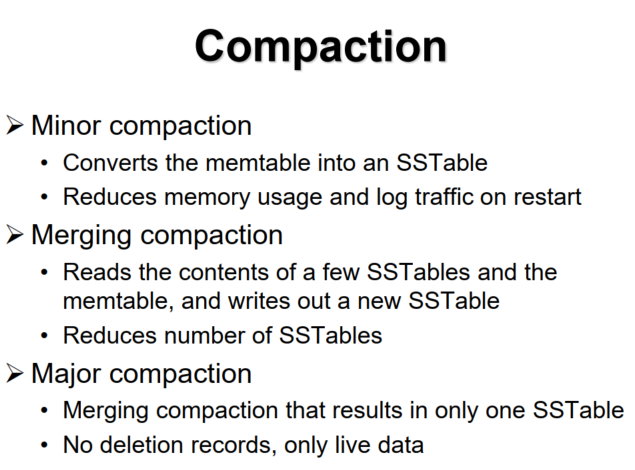 Compaction
➢ Minor compaction
• Converts the memtable into an SSTable
• Reduces memory usage and log traffic on restart
➢ Merging compaction
• Reads the contents of a few SSTables and the
memtable, and writes out a new SSTable
• Reduces number of SSTables
➢ Major compaction
• Merging compaction that results in only one SSTable
• No deletion records, only live data